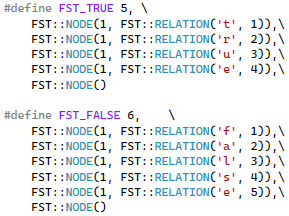 #define FST_TRUE 5, \
FST::NODE(1, FST::RELATION('t', 1)),\
FST::NODE(1, FST::RELATION('r', 2)),\
FST::NODE(1, FST::RELATION('u', 3)),\
FST::NODE(1, FST::RELATION('e', 4)),\
FST::NODE()
#define FST_FALSE 6, \
FST::NODE(1, FST::RELATION('f', 1)),\
FST::NODE(1, FST::RELATION('a', 2)),\
FST::NODE(1, FST::RELATION('l', 3)),\
FST::NODE(1, FST::RELATION('s', 4)),\
FST::NODE(1, FST::RELATION('e', 5)),\
FST::NODE()